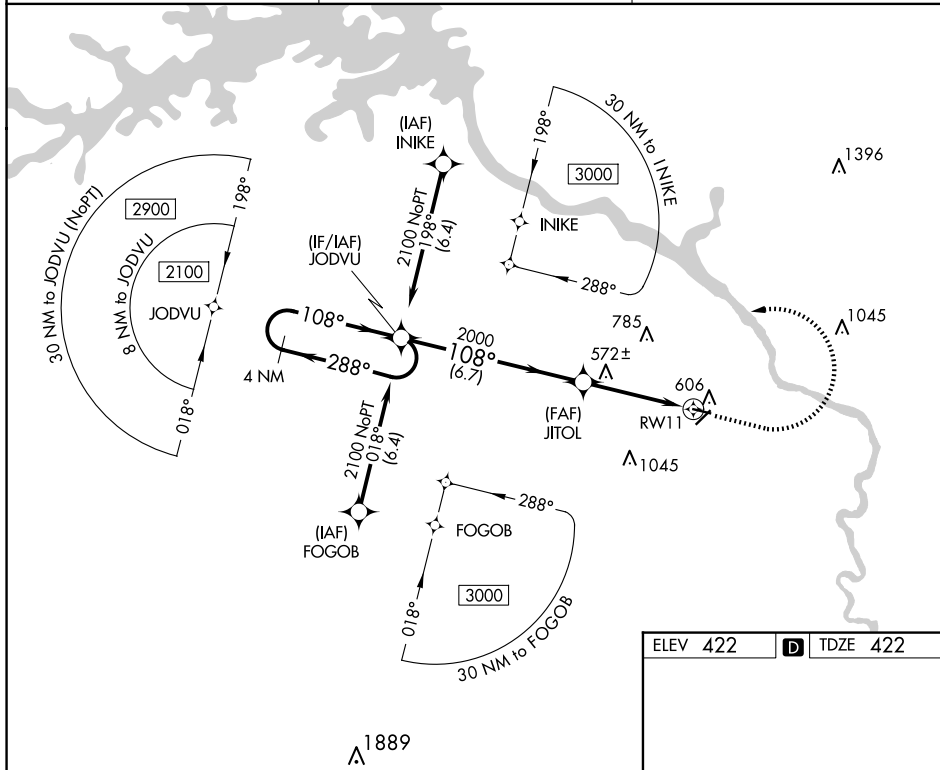 (IAF)
INIKE
198°
30 NM to INIKE
3000
INIKE
288°
1396
30 NM to JODVU (NoPT)
2900
198°
8 NM to JODVU
2100
JODVU
018°
2100 NoPT
198°
(6.4)
(IF/IAF)
JODVU
108°
288°
4 NM
2000
108°
(6.7)
785
572±
1045
(FAF)
JITOL
606
RW11
1045
2100 NoPT
018°
(6.4)
(IAF)
FOGOB
288°
FOGOB
018°
3000
30 NM to FOGOB
1889
ELEV 422 D TDZE 422